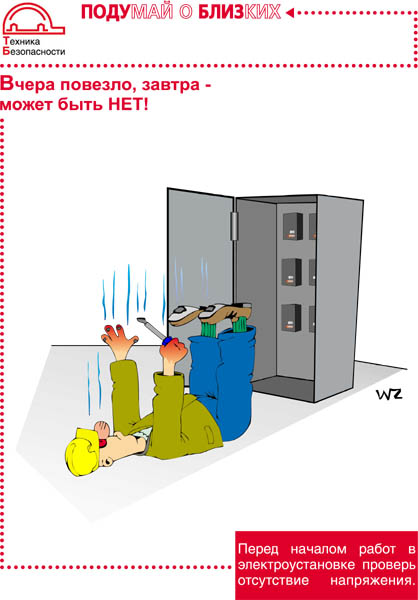 ПОДУМАЙ О БЛИЗКИХ
Техника
Безопасности
Вчера повезло, завтра -
может быть НЕТ!
WZ
Перед началом работ в
электроустановке проверь
отсутствие напряжения.